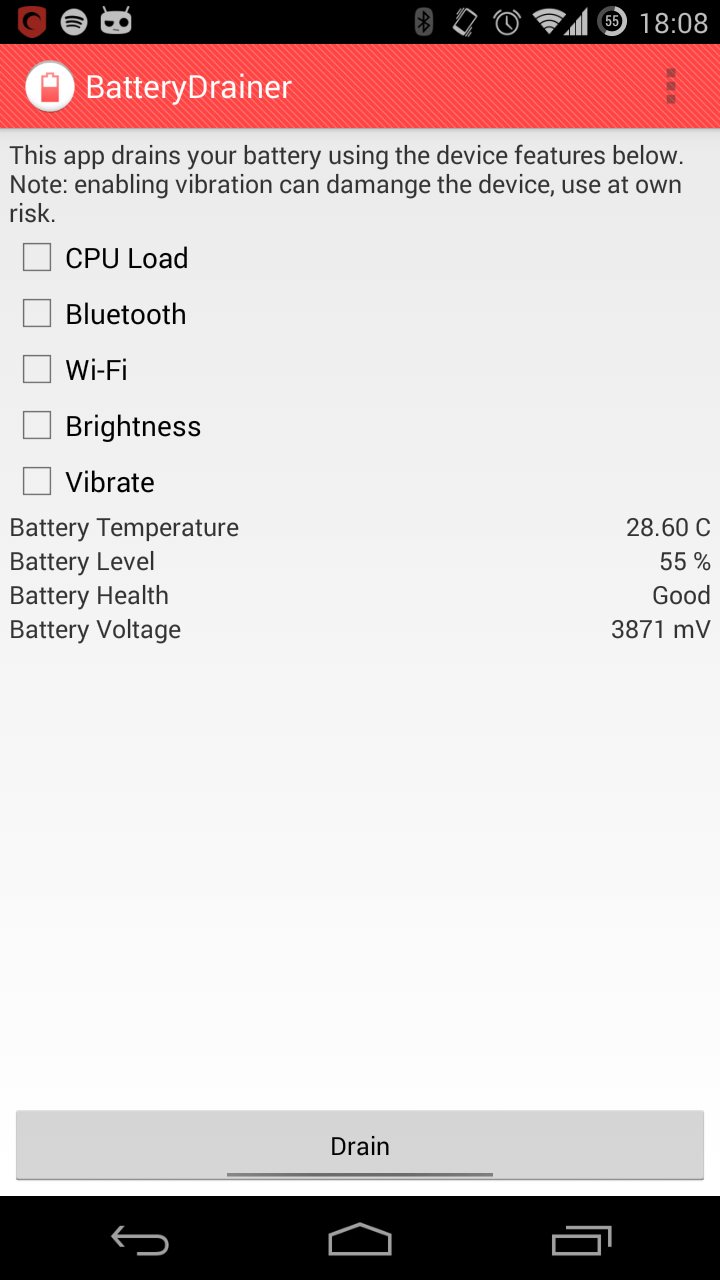 55 18:08
BatteryDrainer
This app drains your battery using the device features below.
Note: enabling vibration can damange the device, use at own
risk.
CPU Load
Bluetooth
Wi-Fi
Brightness
Vibrate
Battery Temperature 28.60 C
Battery Level 55 %
Battery Health Good
Battery Voltage 3871 mV
Drain